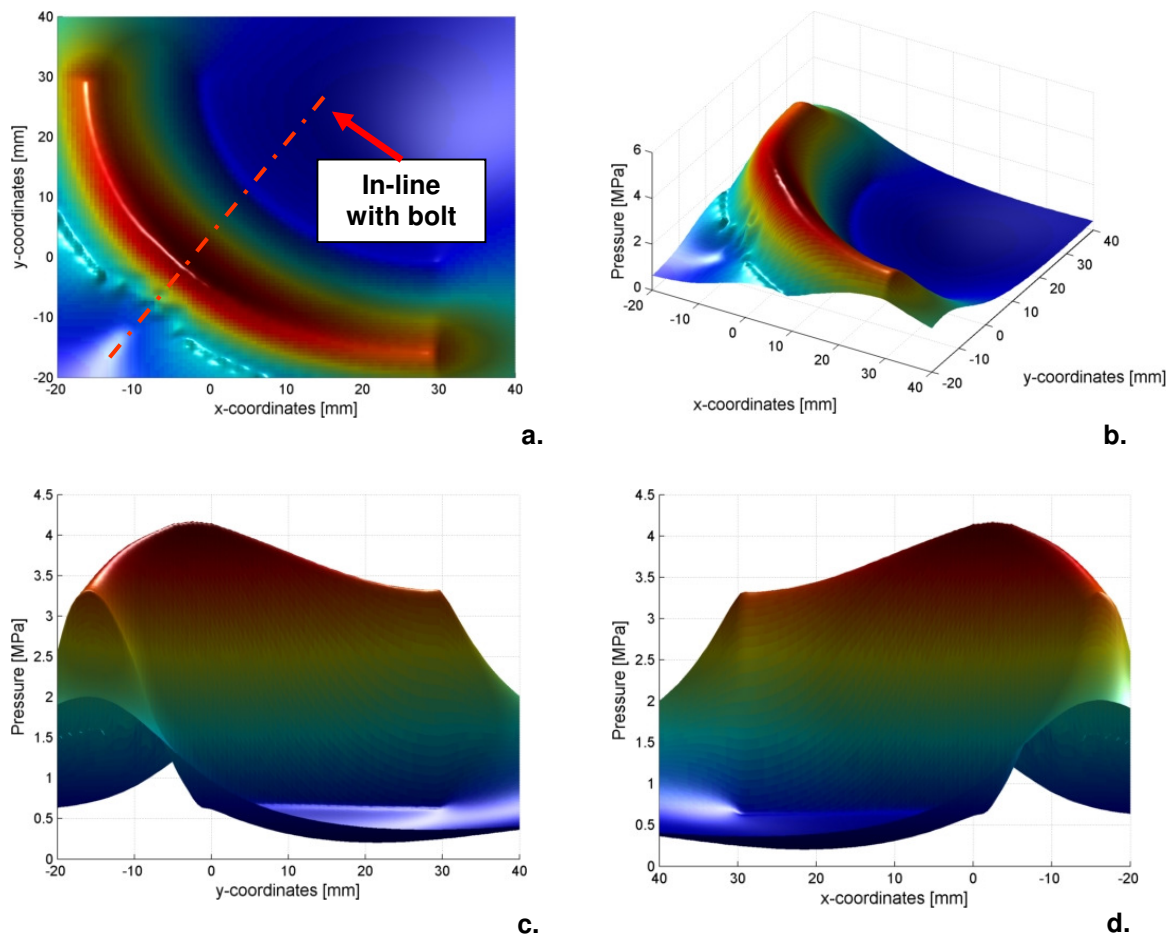 40
30
20
10
0
-10
-20
y-coordinates [mm]
-20 -10 0 10 20 30 40
x-coordinates [mm]
In-line
with bolt
a.
6
4
2
0
Pressure [MPa]
-20 -10 0 10 20 30 40
x-coordinates [mm]
40
30
20
10
0
-10
-20
y-coordinates [mm]
b.
4.5
4
3.5
3
2.5
2
1.5
1
0.5
0
Pressure [MPa]
-20 -10 0 10 20 30 40
y-coordinates [mm]
c.
4.5
4
3.5
3
2.5
2
1.5
1
0.5
0
Pressure [MPa]
40 30 20 10 0 -10 -20
x-coordinates [mm]
d.